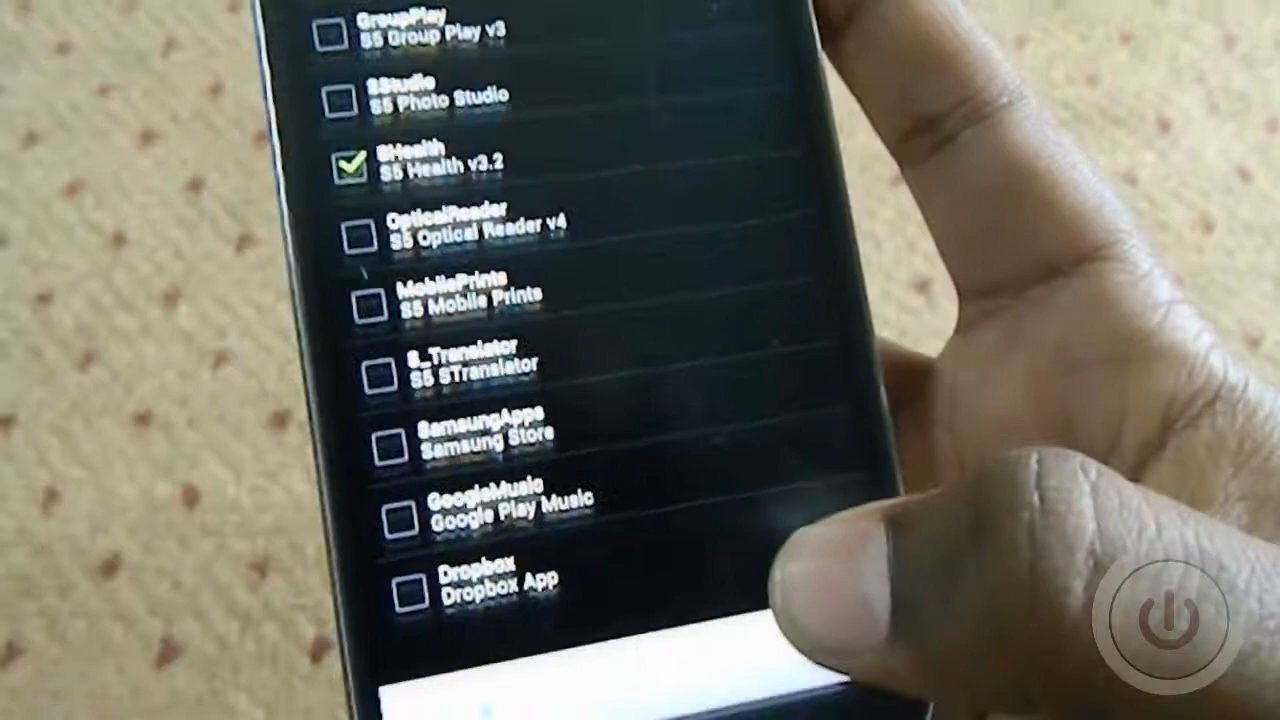 GroupPlay
S5 Group Play v3
SStudio
S5 Photo Studio
SHealth
S5 Health v3.2
OpticalReader
S5 Optical Reader v4
MobilePrints
S5 Mobile Prints
S_Translator
S5 STranslator
SamsungApps
Samsung Store
GoogleMusic
Google Play Music
Dropbox
Dropbox App